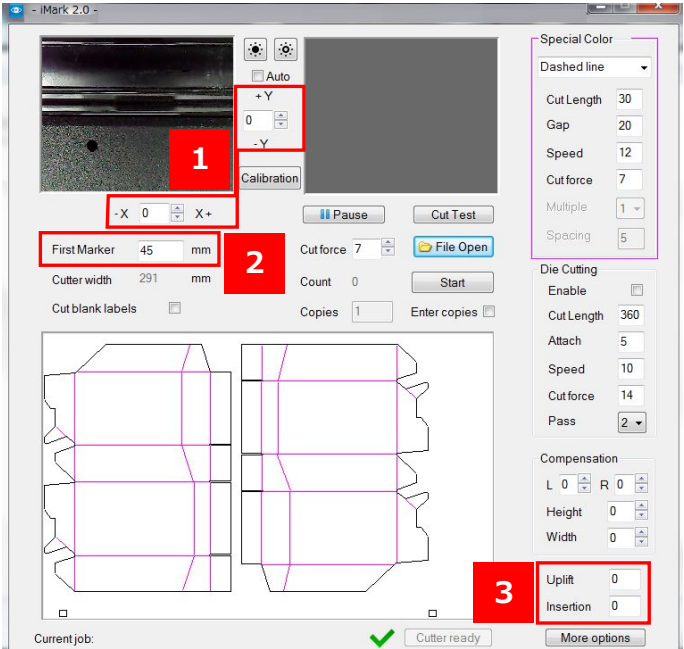 - iMark 2.0 -
Auto
+ Y
0
- Y
1
Calibration
- X 0 X +
Pause
Cut Test
First Marker 45 mm
2
Cut force 7
File Open
Cutter width 291 mm
Count 0
Start
Cut blank labels
Copies 1
Enter copies
Special Color
Dashed line
Cut Length 30
Gap 20
Speed 12
Cut force 7
Multiple 1
Spacing 5
Die Cutting
Enable
Cut Length 360
Attach 5
Speed 10
Cut force 14
Pass 2
Compensation
L 0 R 0
Height 0
Width 0
3
Uplift 0
Insertion 0
Current job:
Cutter ready
More options